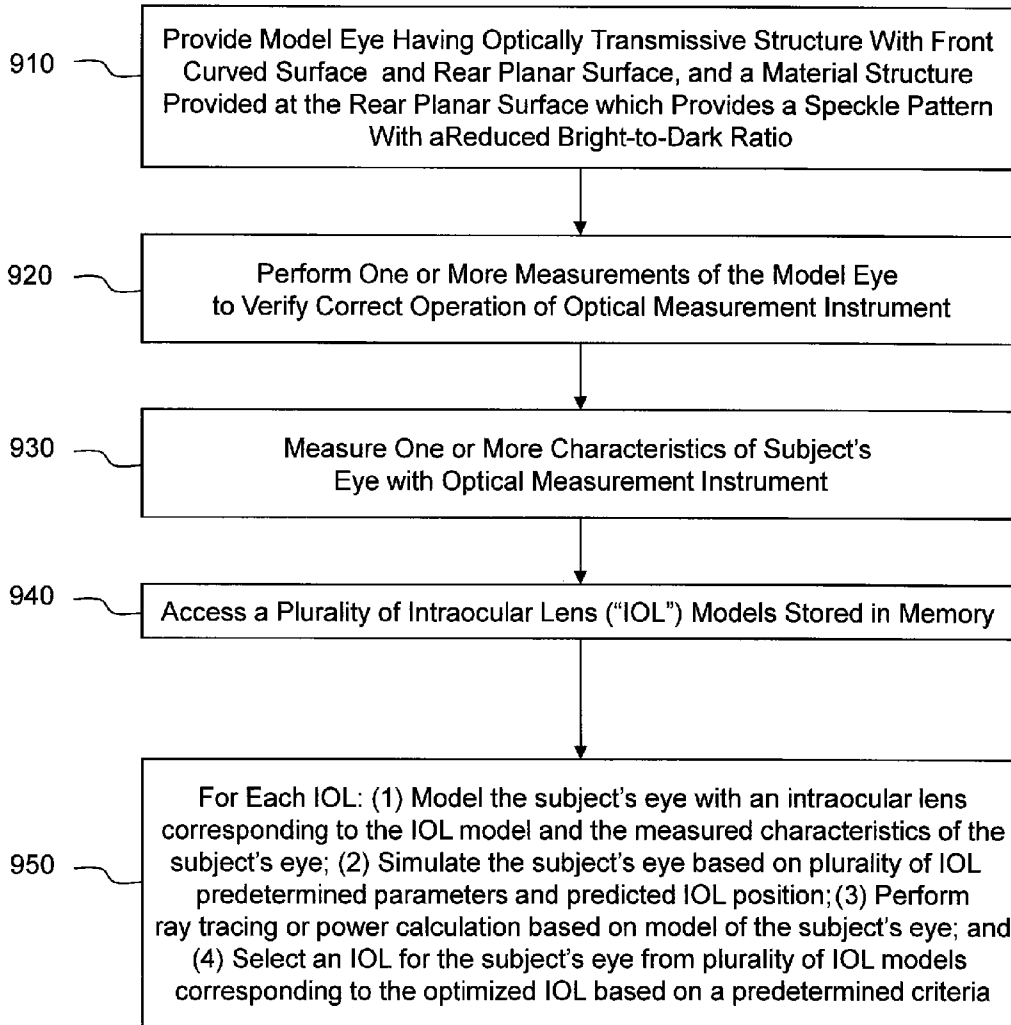 910
Provide Model Eye Having Optically Transmissive Structure With Front
Curved Surface and Rear Planar Surface, and a Material Structure
Provided at the Rear Planar Surface which Provides a Speckle Pattern
With aReduced Bright-to-Dark Ratio
920
Perform One or More Measurements of the Model Eye
to Verify Correct Operation of Optical Measurement Instrument
930
Measure One or More Characteristics of Subject's
Eye with Optical Measurement Instrument
940
Access a Plurality of Intraocular Lens (“IOL”) Models Stored in Memory
950
For Each IOL: (1) Model the subject's eye with an intraocular lens
corresponding to the IOL model and the measured characteristics of the
subject's eye; (2) Simulate the subject's eye based on plurality of IOL
predetermined parameters and predicted IOL position; (3) Perform
ray tracing or power calculation based on model of the subject's eye; and
(4) Select an IOL for the subject's eye from plurality of IOL models
corresponding to the optimized IOL based on a predetermined criteria